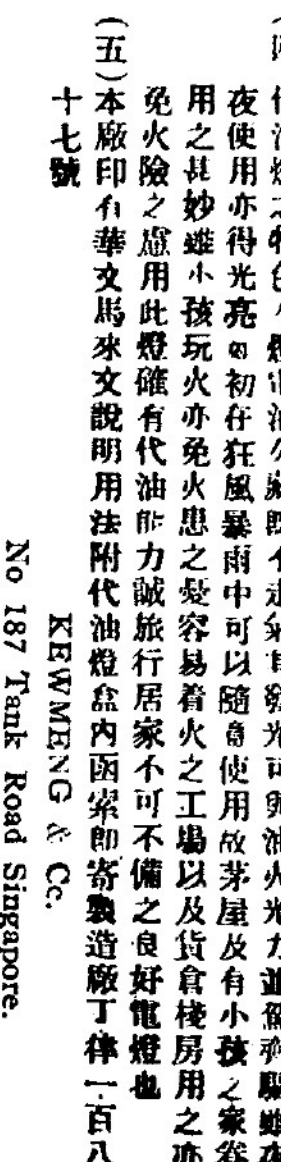 夜使用亦得光亮如初在狂風暴雨中可以隨意使用故茅屋及有小孩之家
用之甚妙雖小孩玩火亦免火患之憂容易着火之工場以及貨倉棧房用之亦
免火險之慮用此燈確有代油能力誠旅行居家不可不備之良好電燈也
(五)本廠印有華文馬來文說明用法附代油燈盒內函索即寄製造廠丁律一百八
十七號
KEWMENG & Co.
No 187 Tank Road Singapore.